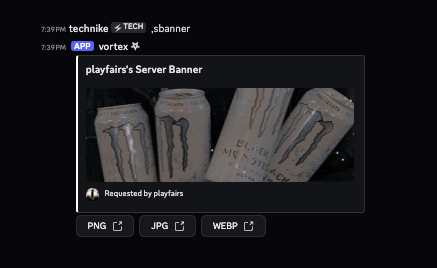 7:39 PM technike TECH ,sbanner
7:39 PM APP vortex
playfairs's Server Banner
MONSTER
Requested by playfairs
PNG
JPG
WEBP